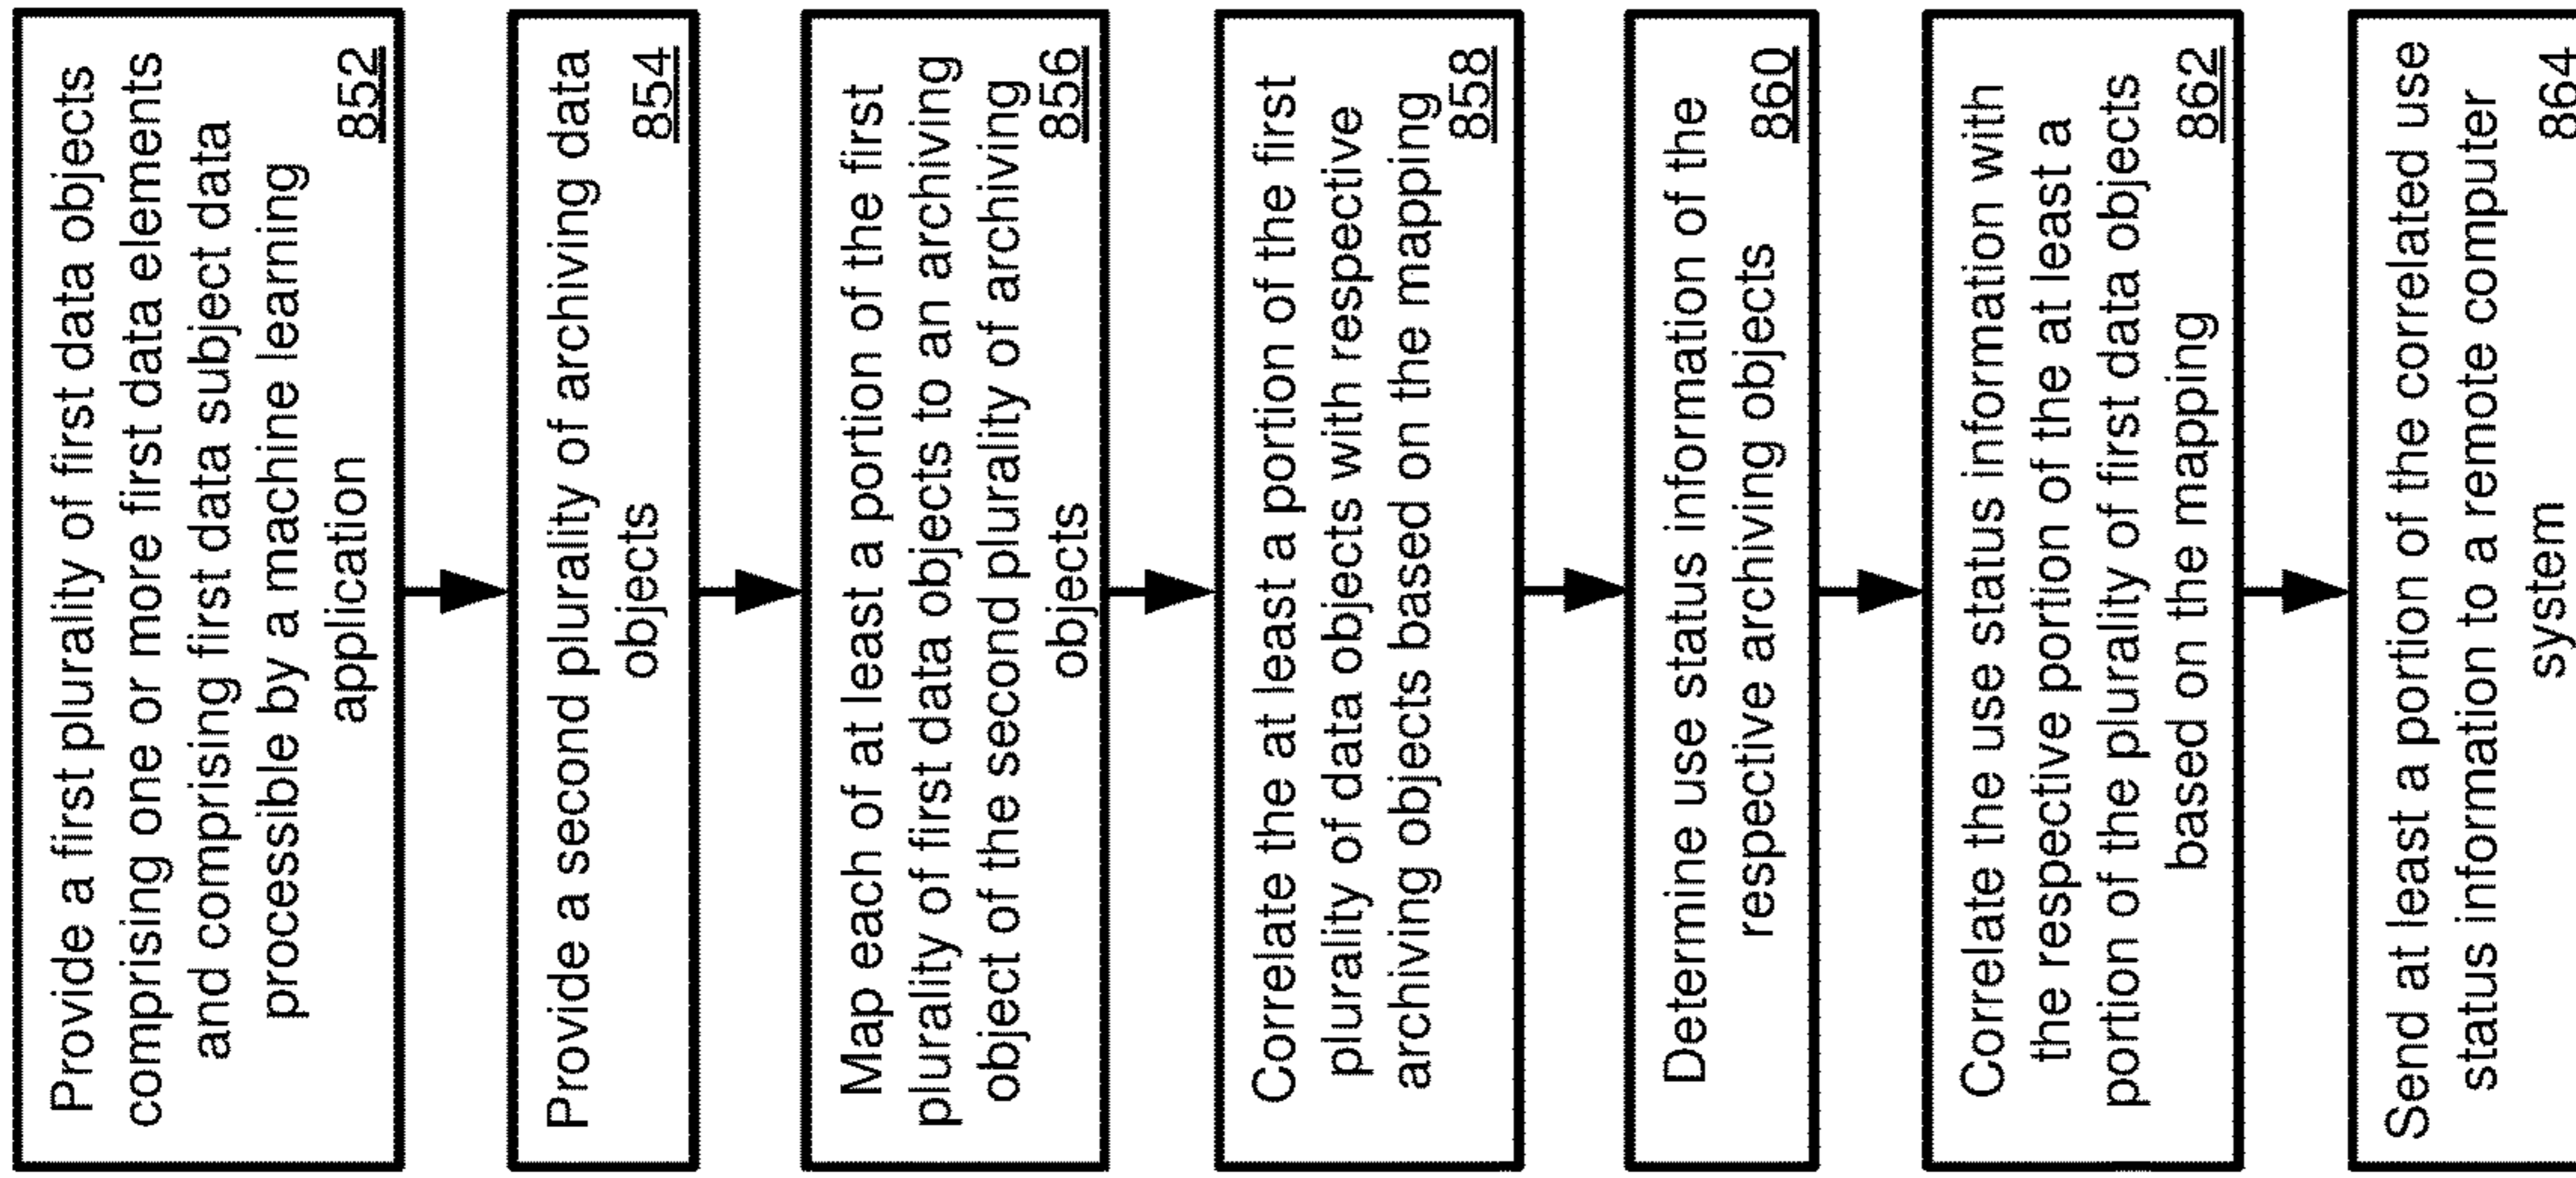 Provide a first plurality of first data objects
comprising one or more first data elements
and comprising first data subject data
processible by a machine learning
application
852
Provide a second plurality of archiving data
objects
854
Map each of at least a portion of the first
plurality of first data objects to an archiving
object of the second plurality of archiving
objects
856
Correlate the at least a portion of the first
plurality of data objects with respective
archiving objects based on the mapping
858
Determine use status information of the
respective archiving objects
860
Correlate the use status information with
the respective portion of the at least a
portion of the plurality of first data objects
based on the mapping
862
Send at least a portion of the correlated use
status information to a remote computer
system
864